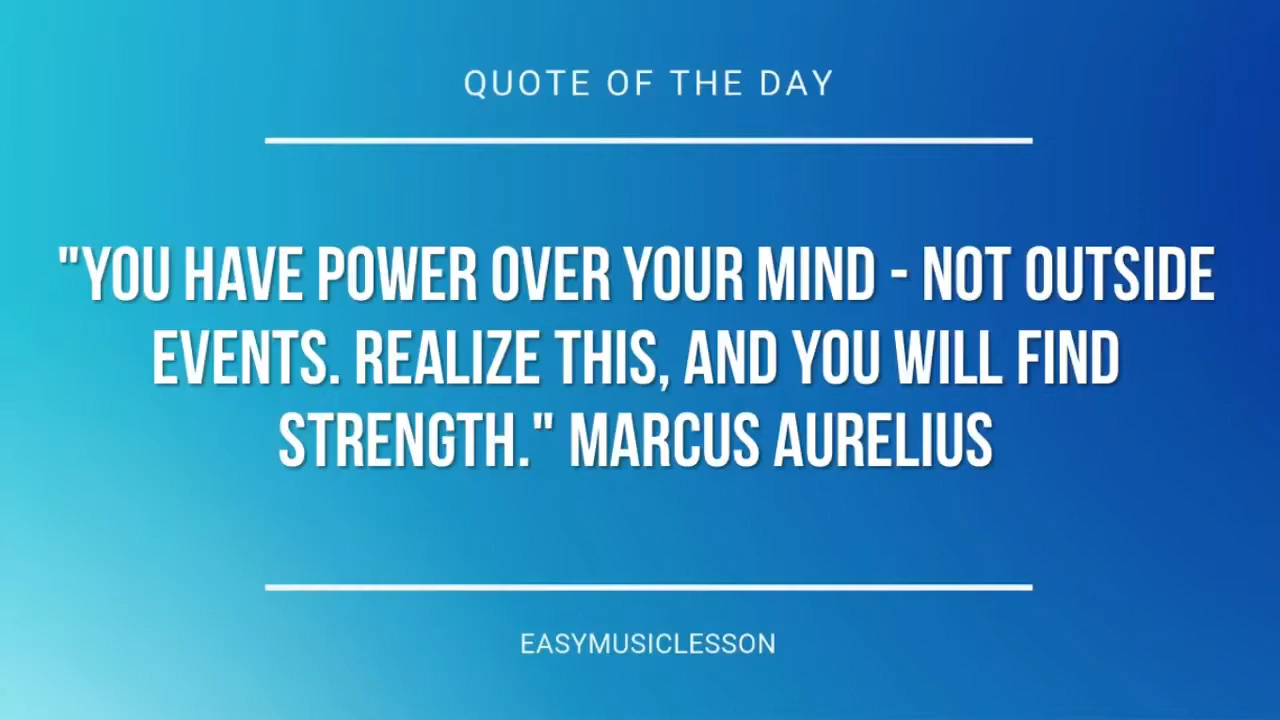 QUOTE OF THE DAY
"YOU HAVE POWER OVER YOUR MIND - NOT OUTSIDE
EVENTS. REALIZE THIS, AND YOU WILL FIND
STRENGTH." MARCUS AURELIUS
EASYMUSICLESSON